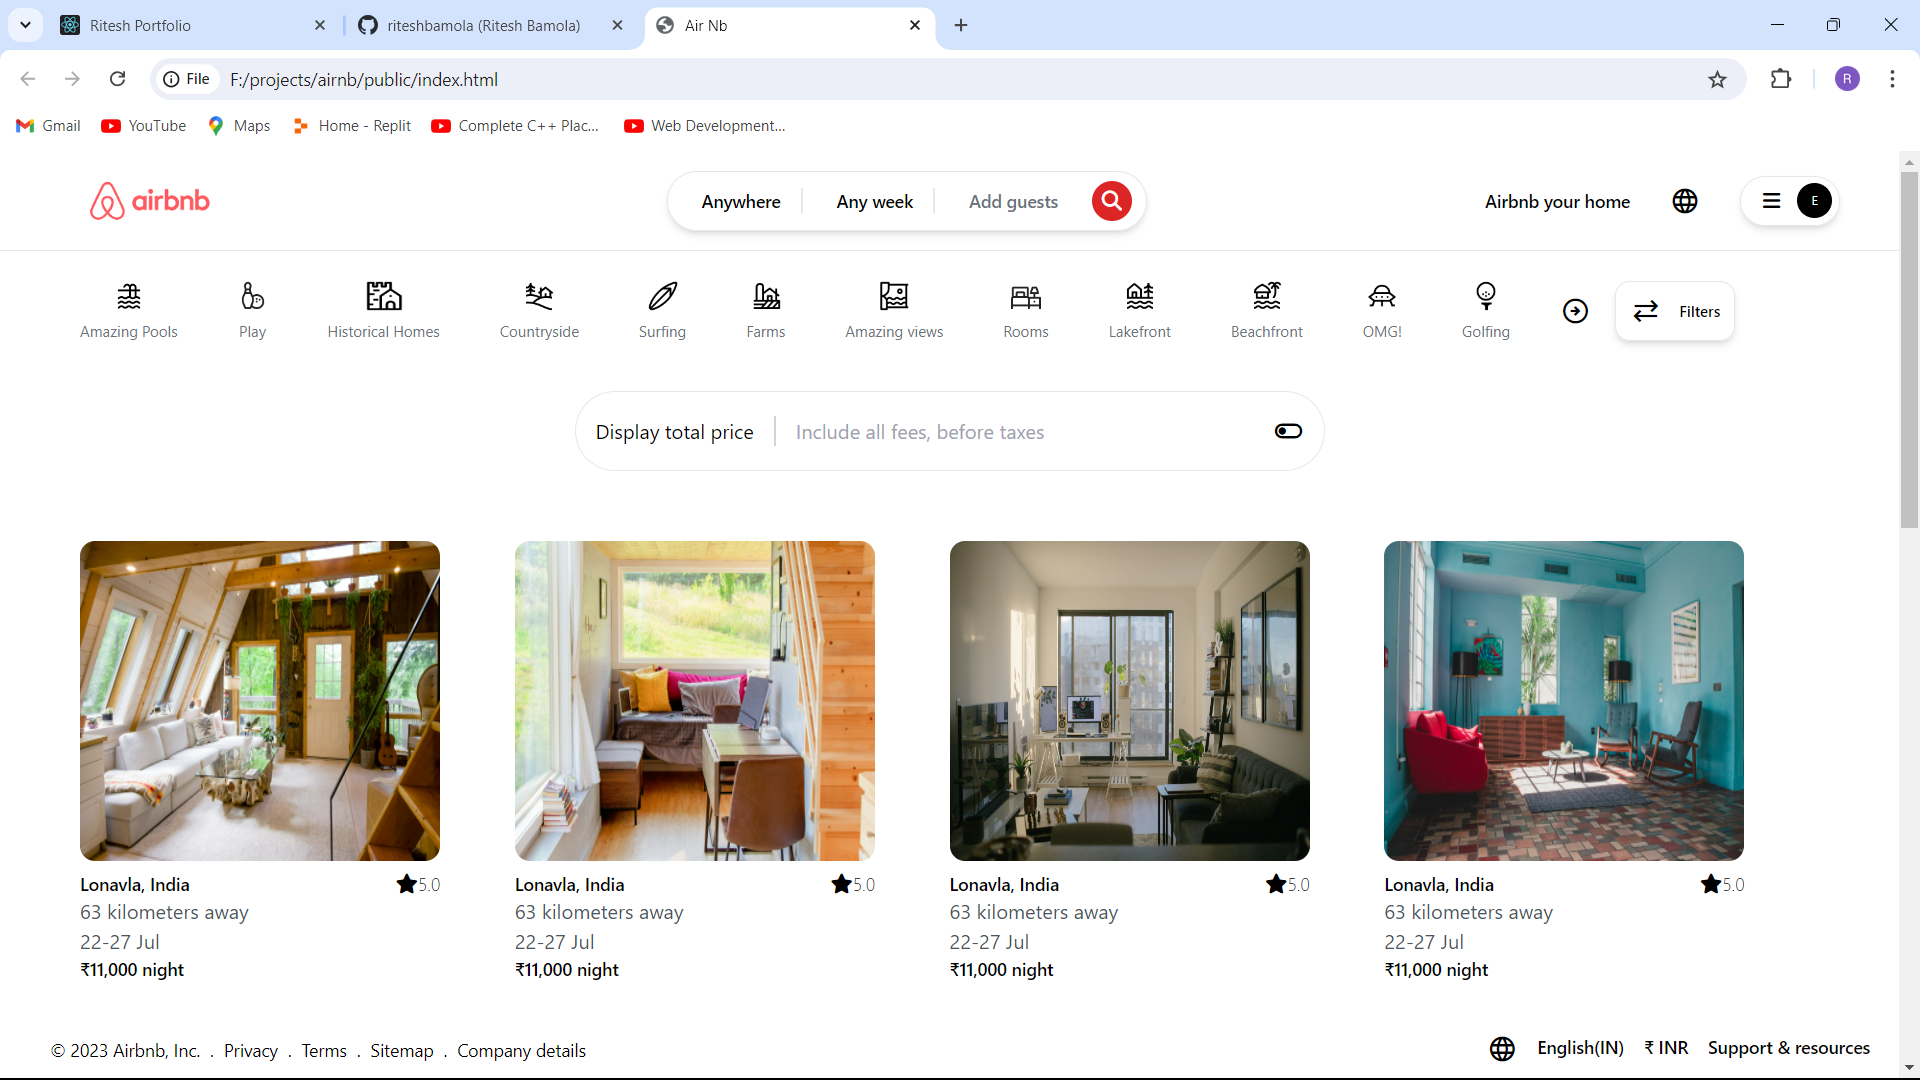 Ritesh Portfolio
riteshbamola (Ritesh Bamola)
Air Nb
File
F:/projects/airnb/public/index.html
R
Gmail
YouTube
Maps
Home - Replit
Complete C++ Plac...
Web Development...
airbnb
Anywhere
Any week
Add guests
Airbnb your home
E
Amazing Pools
Play
Historical Homes
Countryside
Surfing
Farms
Amazing views
Rooms
Lakefront
Beachfront
OMG!
Golfing
Filters
Display total price
Include all fees, before taxes
Lonavla, India
5.0
63 kilometers away
22-27 Jul
₹11,000 night
Lonavla, India
5.0
63 kilometers away
22-27 Jul
₹11,000 night
Lonavla, India
5.0
63 kilometers away
22-27 Jul
₹11,000 night
Lonavla, India
5.0
63 kilometers away
22-27 Jul
₹11,000 night
© 2023 Airbnb, Inc. . Privacy . Terms . Sitemap . Company details
English(IN)
₹ INR
Support & resources